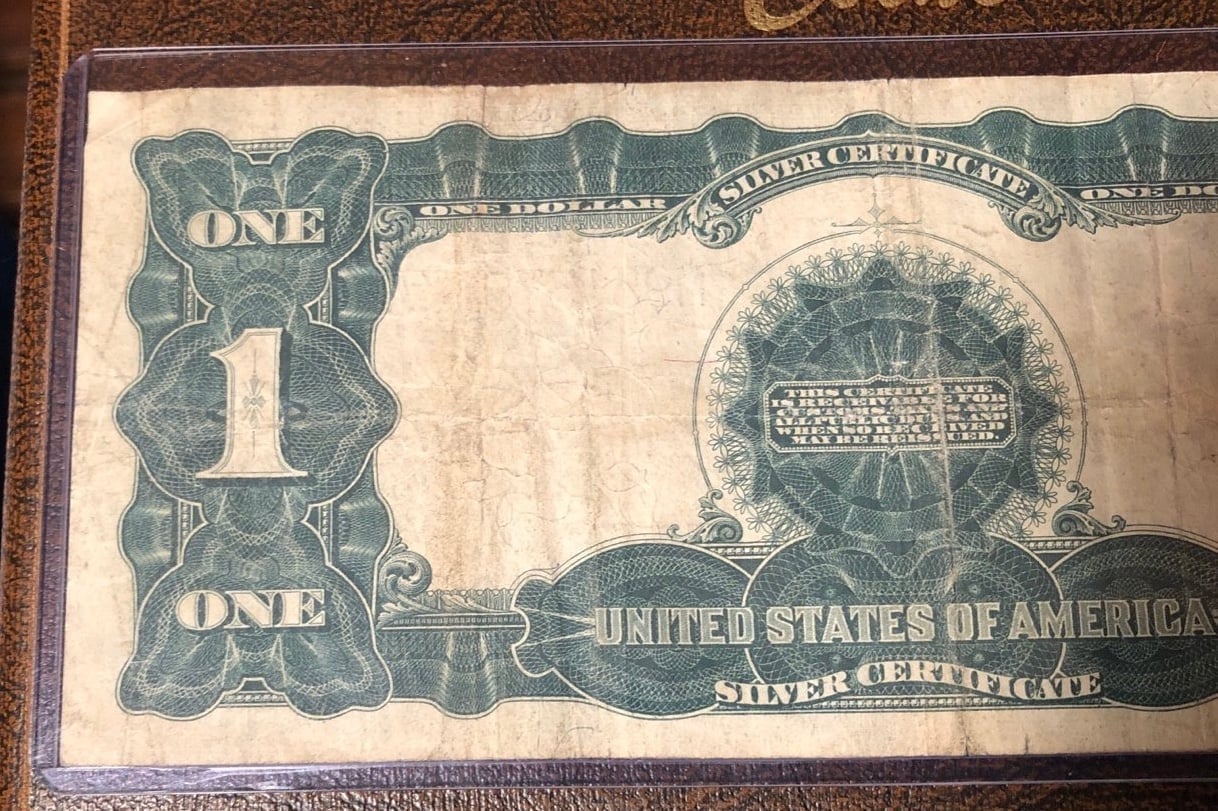 SILVER CERTIFICATE
ONE DOLLAR
ONE DO
ONE
1
ONE
THIS CERTIFICATE
IS RECEIVABLE FOR
CUSTOMS, AND
ALL PUBLIC DUES AND
WHEN SO RECEIVED
MAY BE REISSUED.
UNITED STATES OF AMERICA
SILVER CERTIFICATE